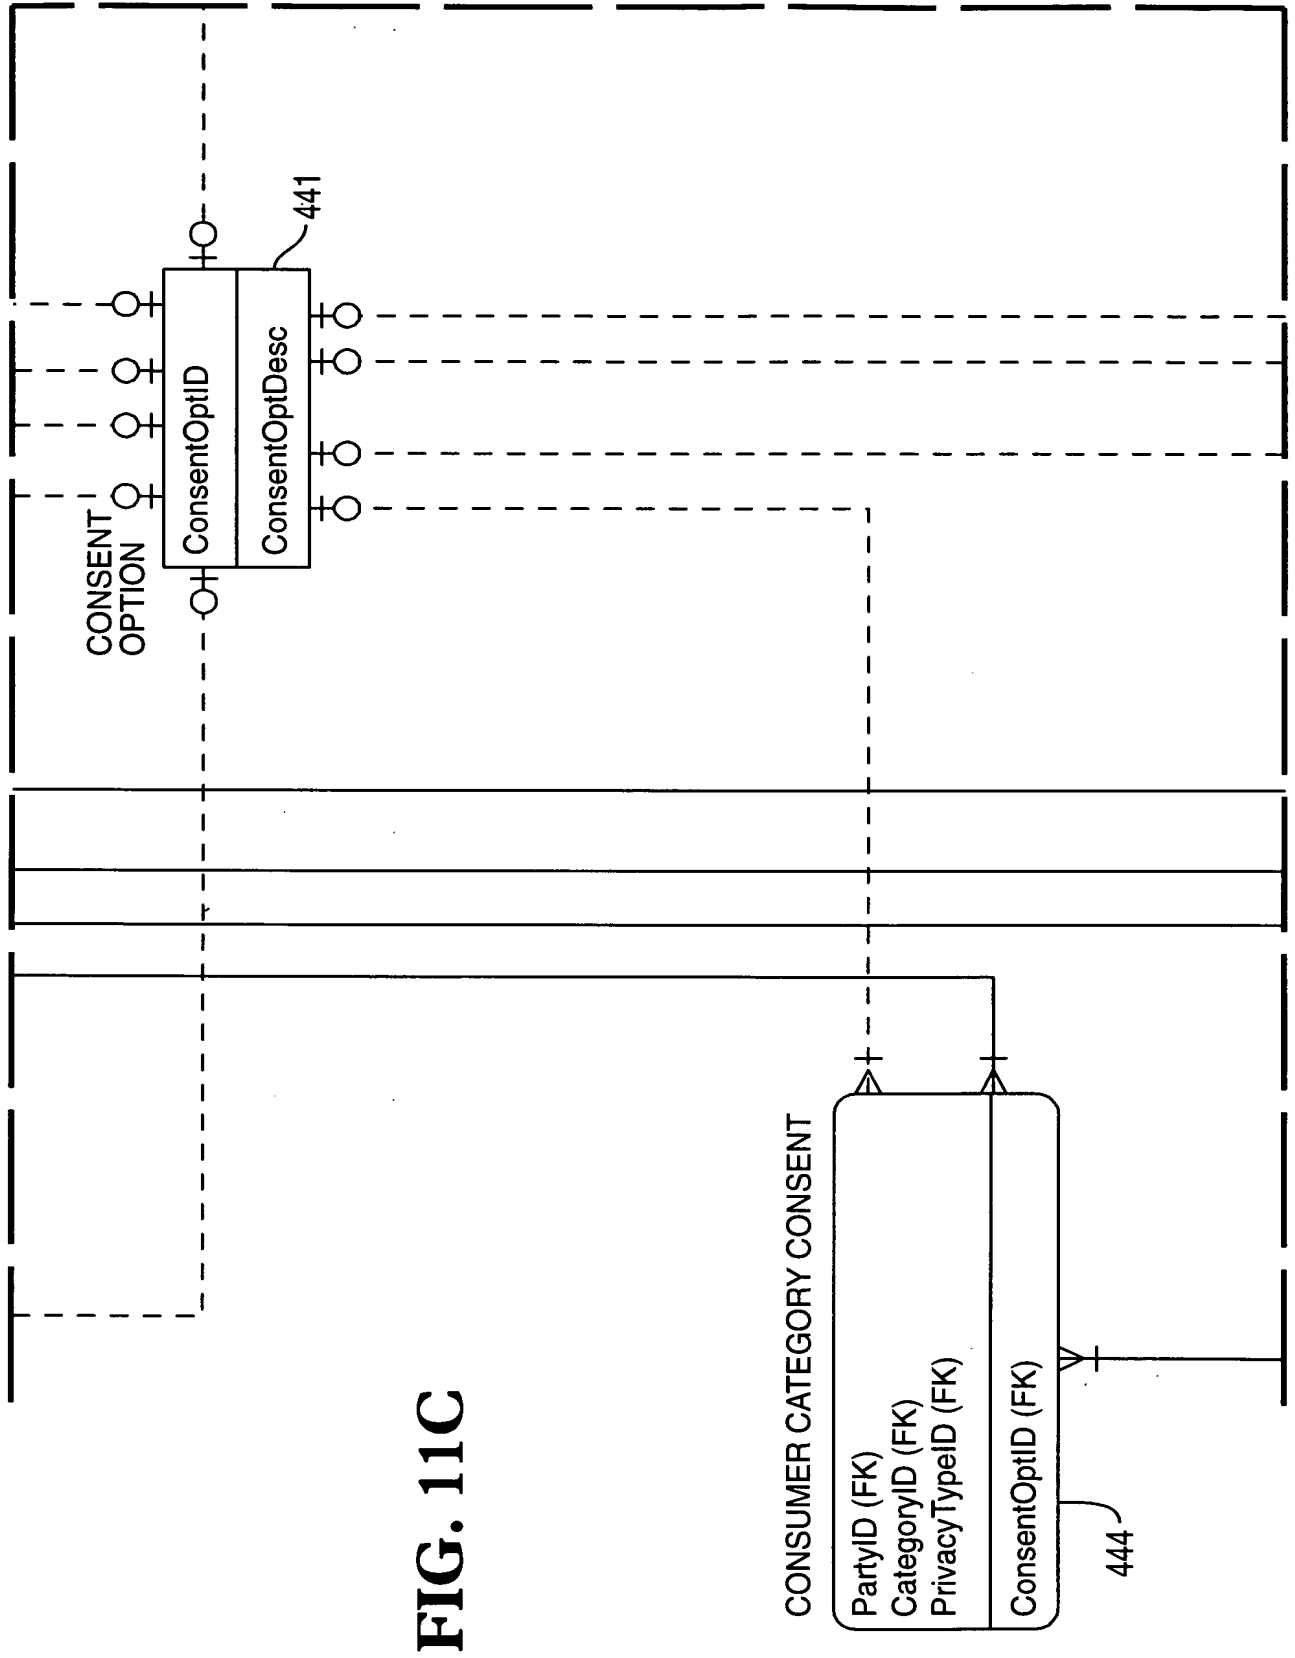 FIG. 11C
CONSENT
OPTION
ConsentOptID
ConsentOptDesc
441
CONSUMER CATEGORY CONSENT
PartyID (FK)
CategoryID (FK)
PrivacyTypeID (FK)
ConsentOptID (FK)
444